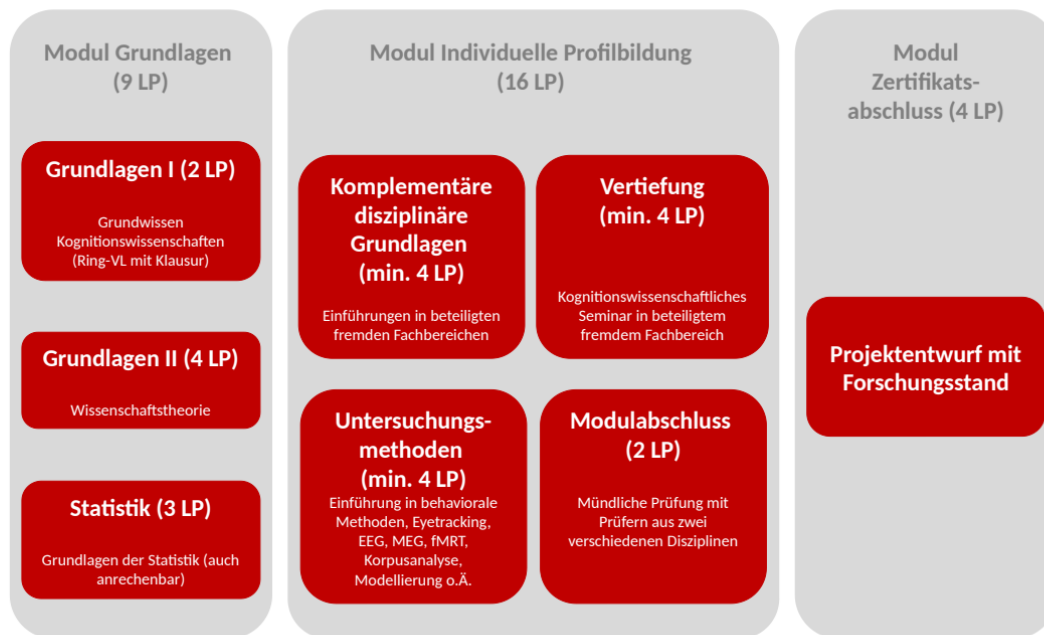 Modul Grundlagen
(9 LP)
Grundlagen I (2 LP)
Grundwissen
Kognitionswissenschaften
(Ring-VL mit Klausur)
Grundlagen II (4 LP)
Wissenschaftstheorie
Statistik (3 LP)
Grundlagen der Statistik (auch
anrechenbar)
Modul Individuelle Profilbildung
(16 LP)
Komplementäre
disziplinäre
Grundlagen
(min. 4 LP)
Einführungen in beteiligten
fremden Fachbereichen
Vertiefung
(min. 4 LP)
Kognitionswissenschaftliches
Seminar in beteiligtem
fremdem Fachbereich
Untersuchungs-
methoden
(min. 4 LP)
Einführung in behaviorale
Methoden, Eyetracking,
EEG, MEG, fMRT,
Korpusanalyse,
Modellierung o.Ä.
Modulabschluss
(2 LP)
Mündliche Prüfung mit
Prüfern aus zwei
verschiedenen Disziplinen
Modul
Zertifikats-
abschluss (4 LP)
Projektentwurf mit
Forschungsstand